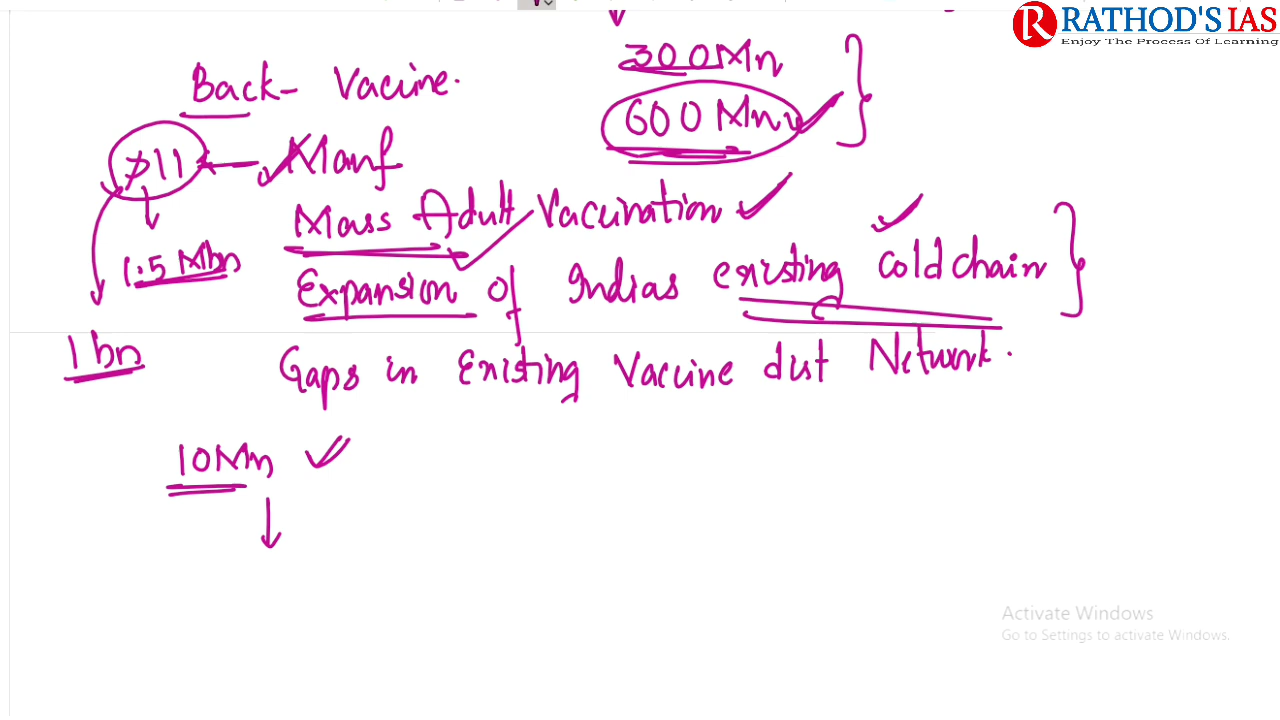 RATHOD'S IAS
Enjoy The Process Of Learning
300Mn
Back- Vaccine.
600 Mn
Manf
Mass Adult Vaccination
1.5 Mbn
Expansion of Indias existing cold chain
1 bn
Gaps in Existing Vaccine dist Network.
10Mn
Activate Windows
Go to Settings to activate Windows.